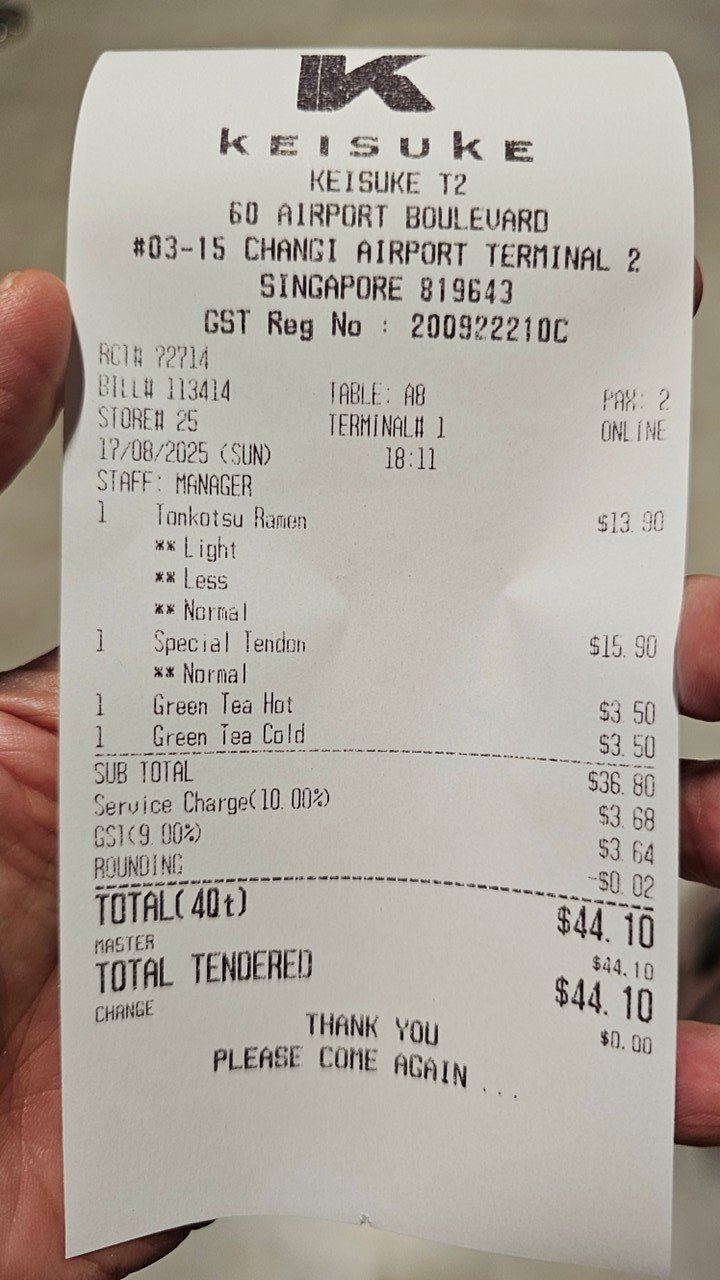 K
KEISUKE
KEISUKE T2
60 AIRPORT BOULEVARD
#03-15 CHANGI AIRPORT TERMINAL 2
SINGAPORE 819643
GST Reg No : 200922210C
RCT# 72714
BILL# 113414 TABLE: A8 PAX: 2
STORE# 25 TERMINAL# 1 ONLINE
17/08/2025 (SUN) 18:11
STAFF: MANAGER
1 Tonkotsu Ramen $13.90
** Light
** Less
** Normal
1 Special Tendon $15.90
** Normal
1 Green Tea Hot $3.50
1 Green Tea Cold $3.50
SUB TOTAL $36.80
Service Charge(10.00%) $3.68
GST(9.00%) $3.64
ROUNDING -$0.02
TOTAL(4Qt) $44.10
MASTER $44.10
TOTAL TENDERED $44.10
CHANGE $0.00
THANK YOU
PLEASE COME AGAIN ...